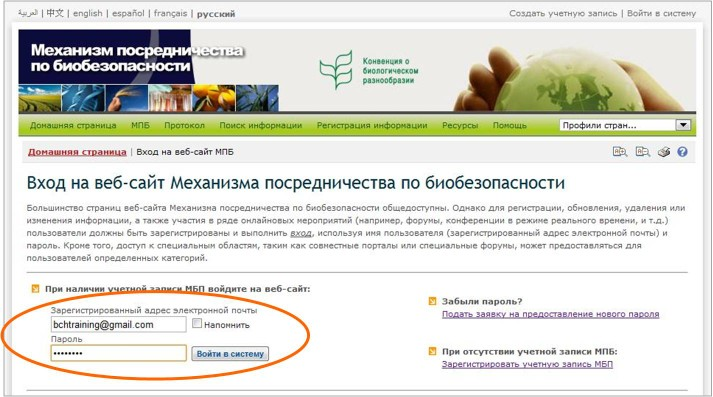 العربية | 中文 | english | español | français | русский
Создать учетную запись | Войти в систему
Механизм посредничества
по биобезопасности
Конвенция о
биологическом
разнообразии
Домашняя страница МПБ Протокол Поиск информации Регистрация информации Ресурсы Помощь Профили стран...
Домашняя страница | Вход на веб-сайт МПБ
Вход на веб-сайт Механизма посредничества по биобезопасности
Большинство страниц веб-сайта Механизма посредничества по биобезопасности общедоступны. Однако для регистрации, обновления, удаления или
изменения информации, а также участия в ряде онлайновых мероприятий (например, форумы, конференции в режиме реального времени, и т.д.)
пользователи должны быть зарегистрированы и выполнить вход, используя имя пользователя (зарегистрированный адрес электронной почты) и
пароль. Кроме того, доступ к специальным областям, таким как совместные порталы или специальные форумы, может предоставляться для
пользователей определенных категорий.
При наличии учетной записи МБП войдите на веб-сайт:
Зарегистрированный адрес электронной почты
bchtraining@gmail.com Напомнить
Пароль
•••••••• Войти в систему
Забыли пароль?
Подать заявку на предоставление нового пароля
При отсутствии учетной записи МПБ:
Зарегистрировать учетную запись МБП